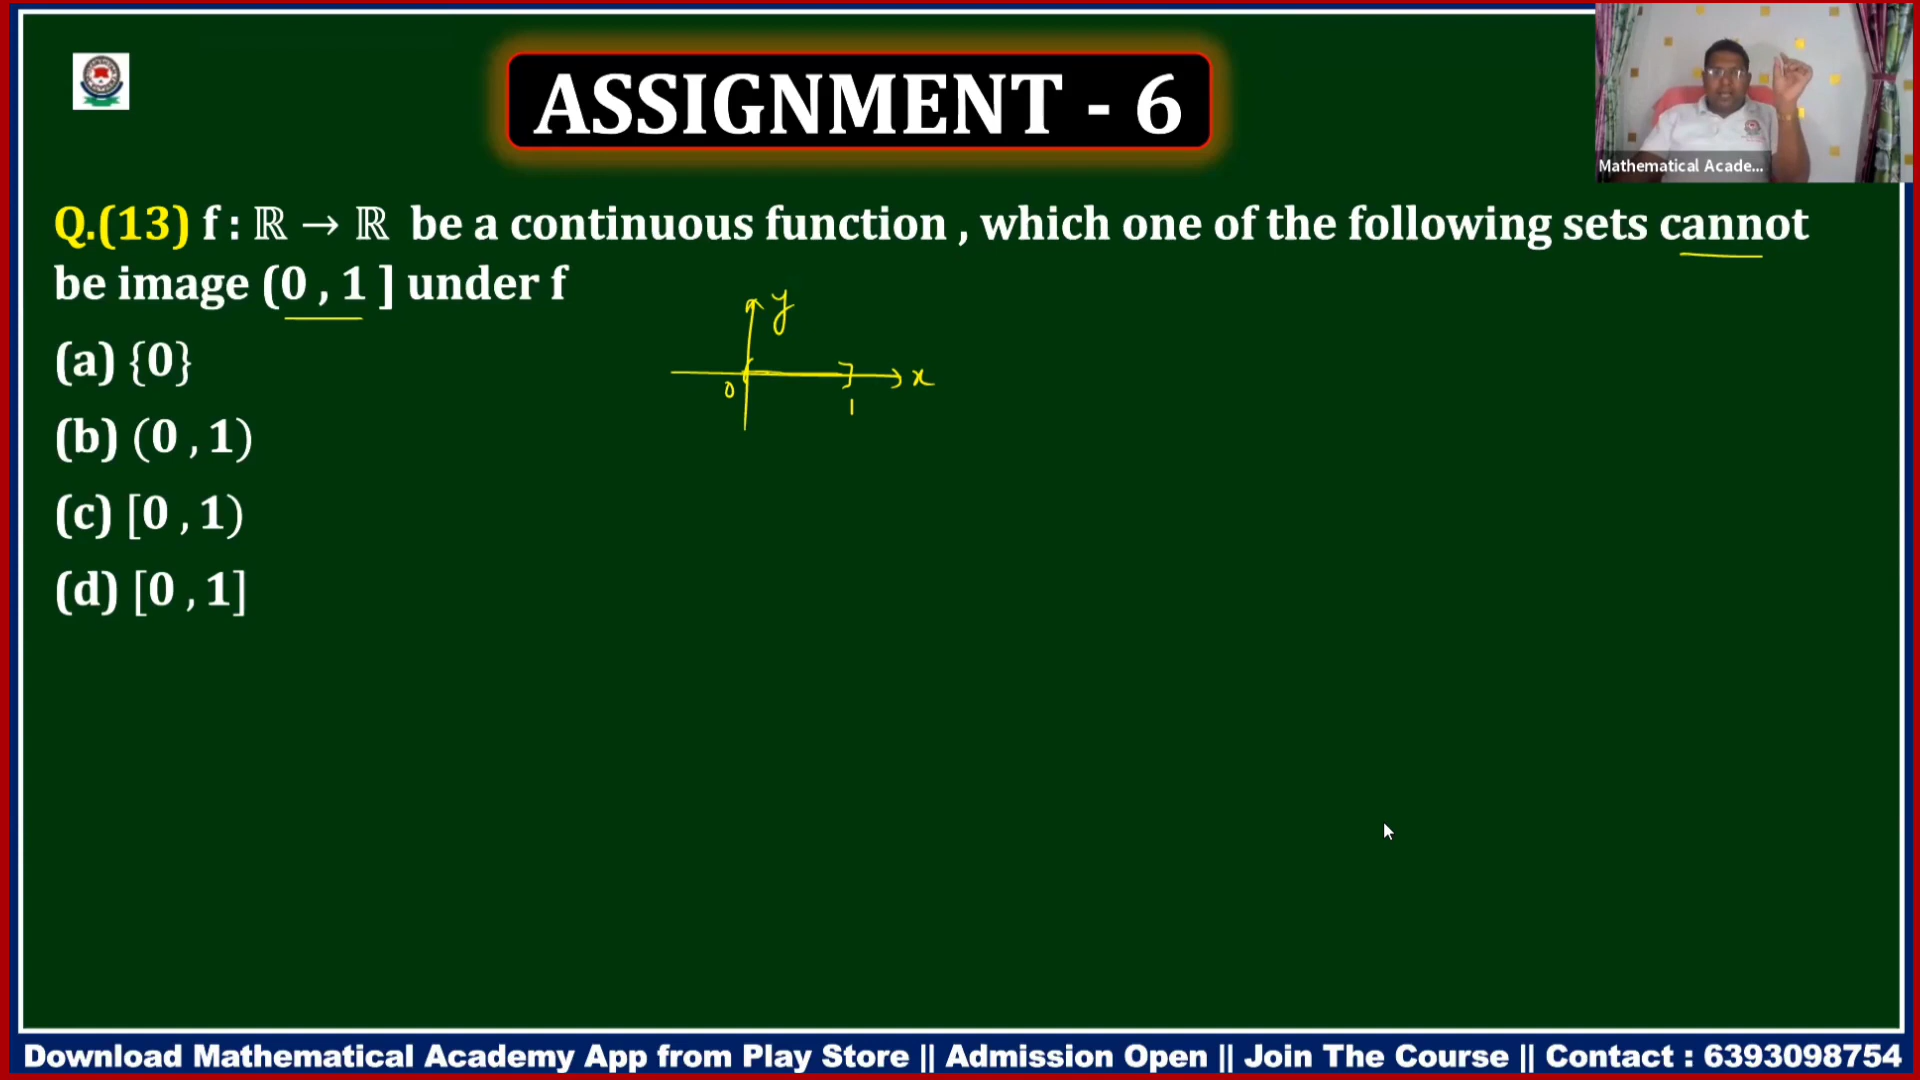 ASSIGNMENT - 6
Mathematical Acade...
Q.(13) f : ℝ → ℝ be a continuous function , which one of the following sets cannot
be image (0 , 1 ] under f
y
0
1
x
(a) {0}
(b) (0 , 1)
(c) [0 , 1)
(d) [0 , 1]
Download Mathematical Academy App from Play Store || Admission Open || Join The Course || Contact : 6393098754